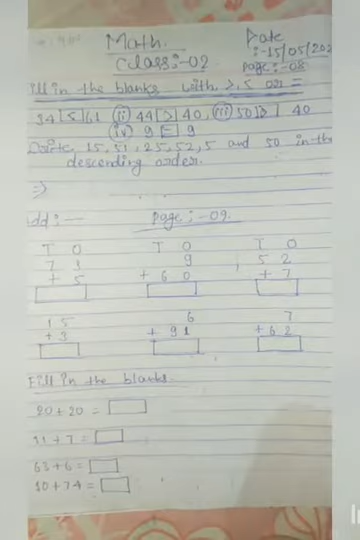 Math.
Date
:-15/05/202
Class:-02
Page:-08
ill in the blanks with >, < or =
34 < 61 (ii) 44 > 40, (iii) 50 > 40
(iv) 9 = 9
15, 51, 25, 52, 5 and 50 in the
descending order.
=>
dd:-
Page:-09.
T O T O T O
7 1 9 5 2
+ 5 + 6 0 + 7
1 5 6 7
+ 3 + 9 1 + 6 2
Fill in the blanks.
20 + 20 =
11 + 7 =
63 + 6 =
10 + 74 =